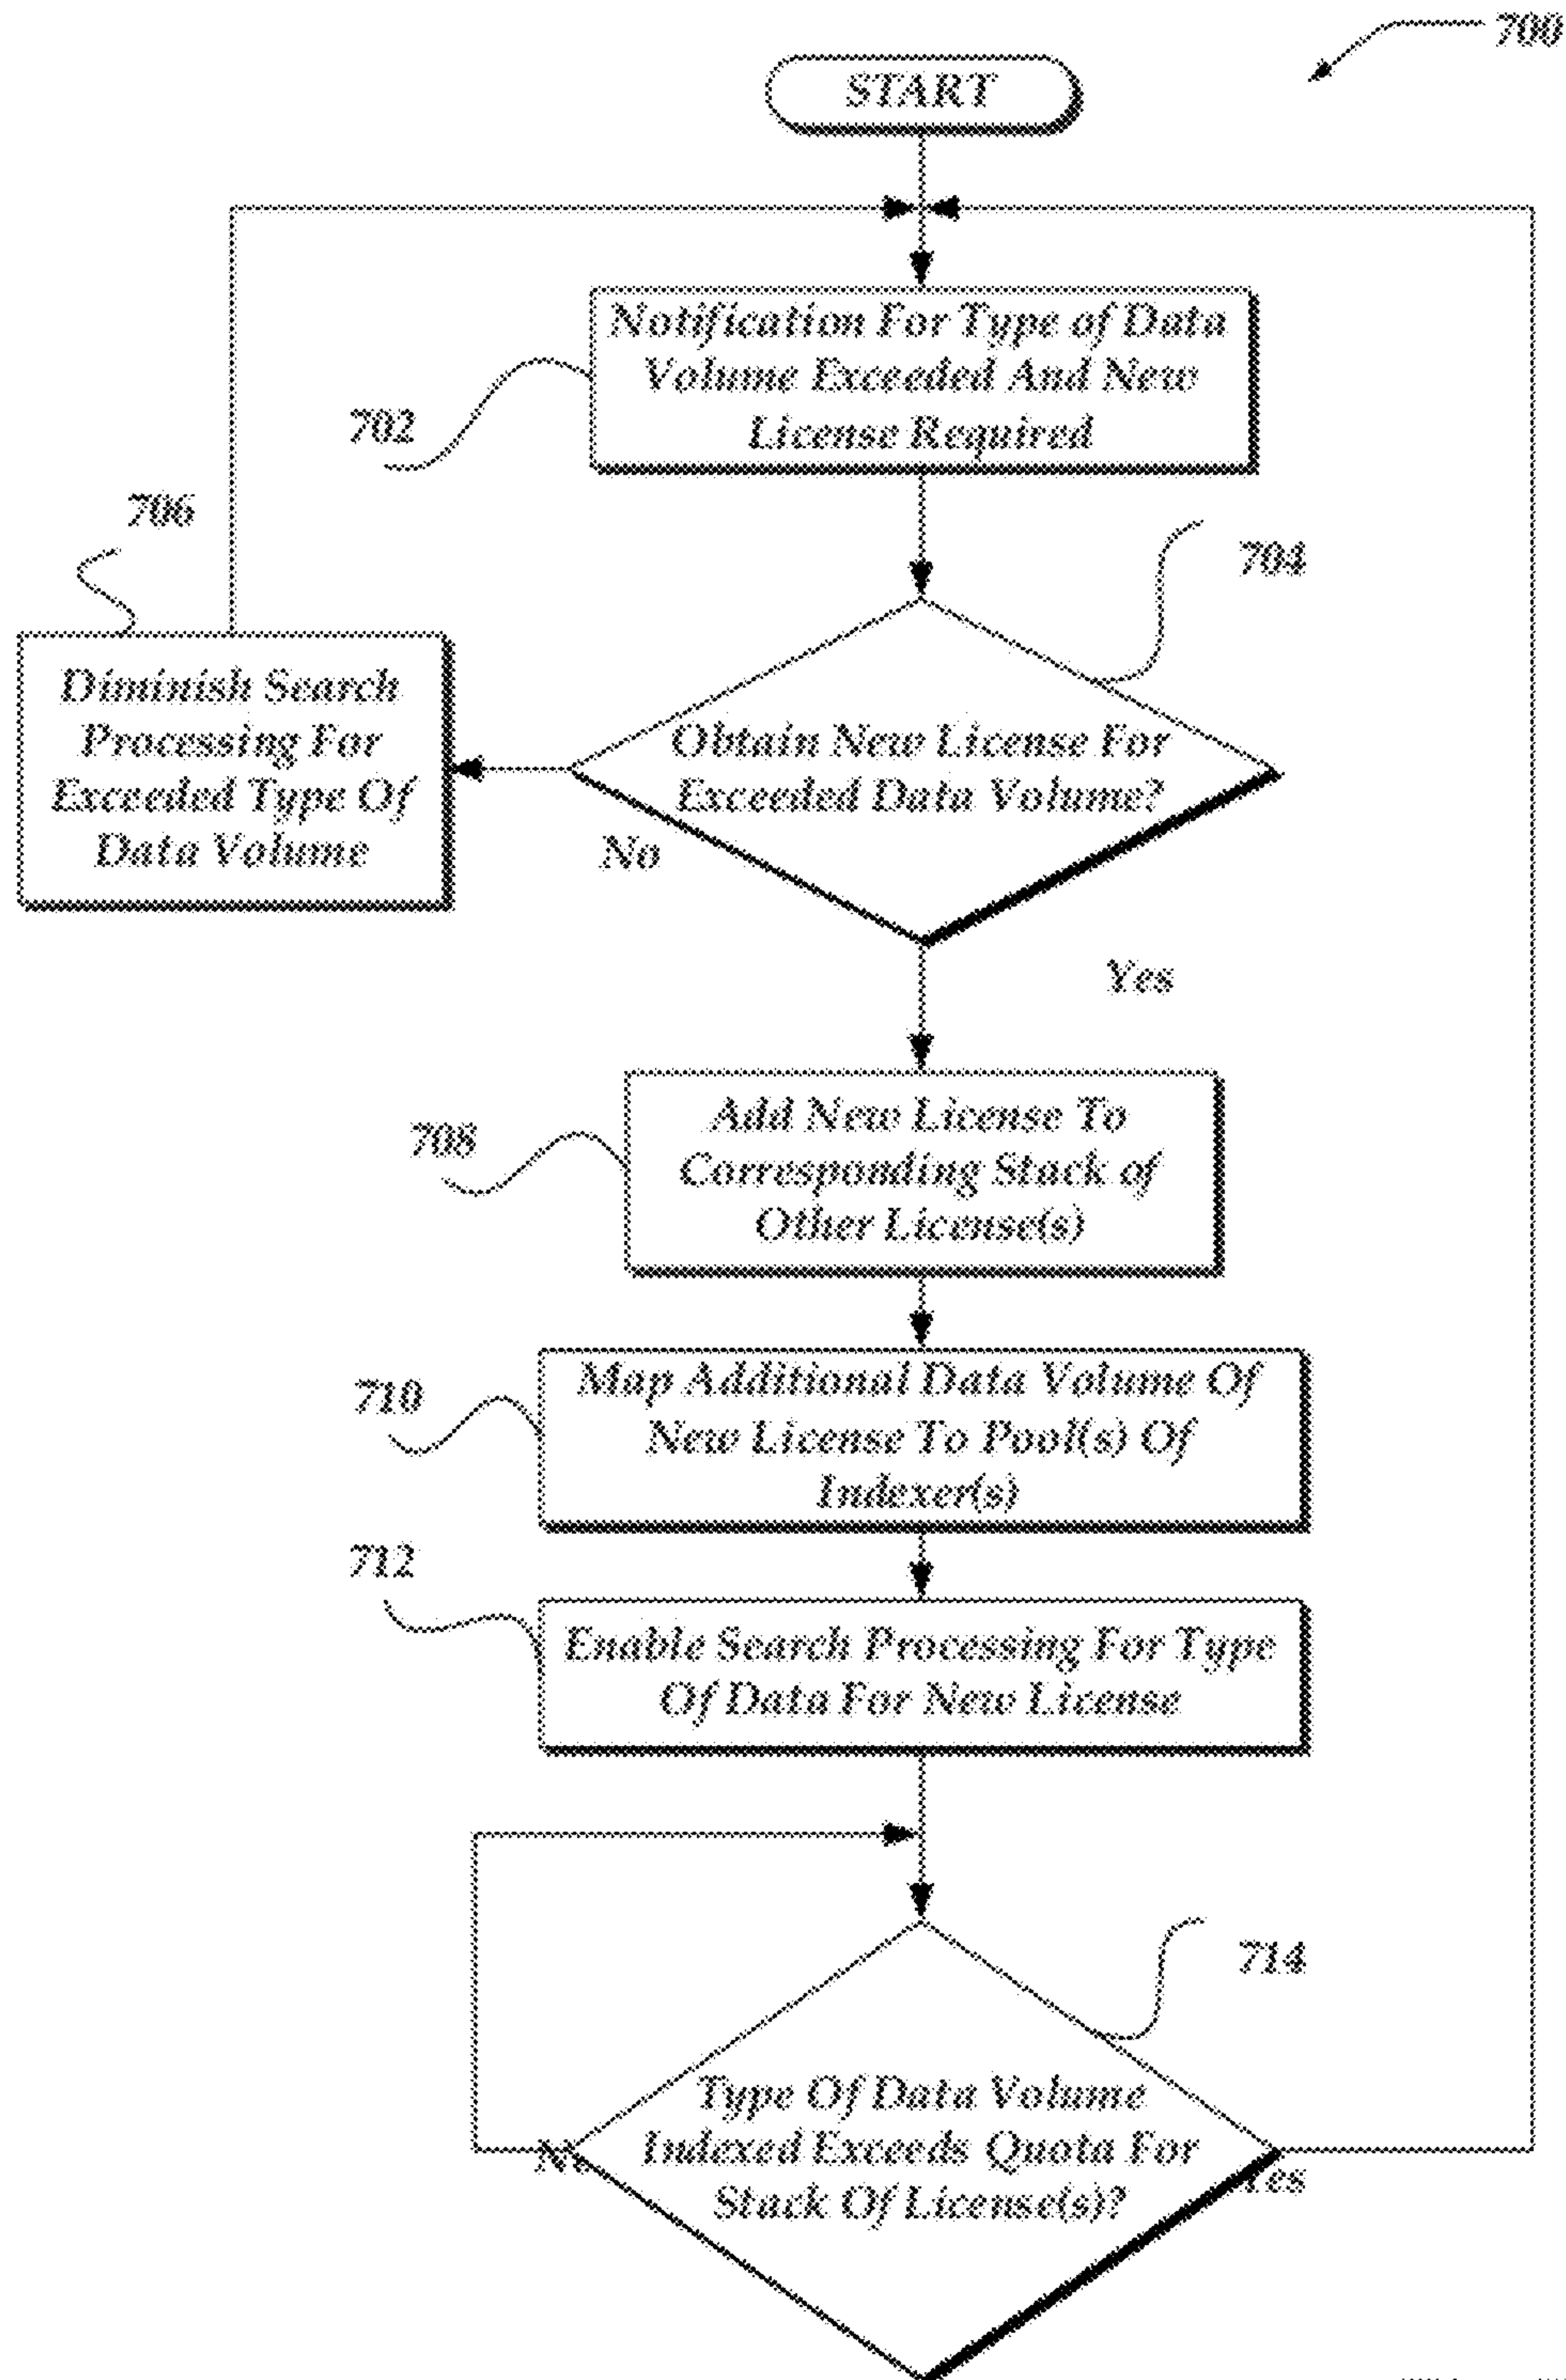 700
START
Notification For Type of Data
Volume Exceeded And New
License Required
702
706
704
Diminish Search
Processing For
Exceeded Type Of
Data Volume
Obtain New License For
Exceeded Data Volume?
No
Yes
708
Add New License To
Corresponding Stack of
Other License(s)
710
Map Additional Data Volume Of
New License To Pool(s) Of
Indexer(s)
712
Enable Search Processing For Type
Of Data For New License
714
Type Of Data Volume
Indexed Exceeds Quota For
Stack Of License(s)?
No
Yes